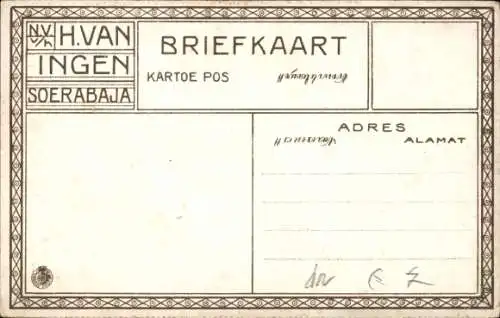 N.V. v/h H. VAN
INGEN
SOERABAJA
BRIEFKAART
KARTOE POS
ADRES
ALAMAT